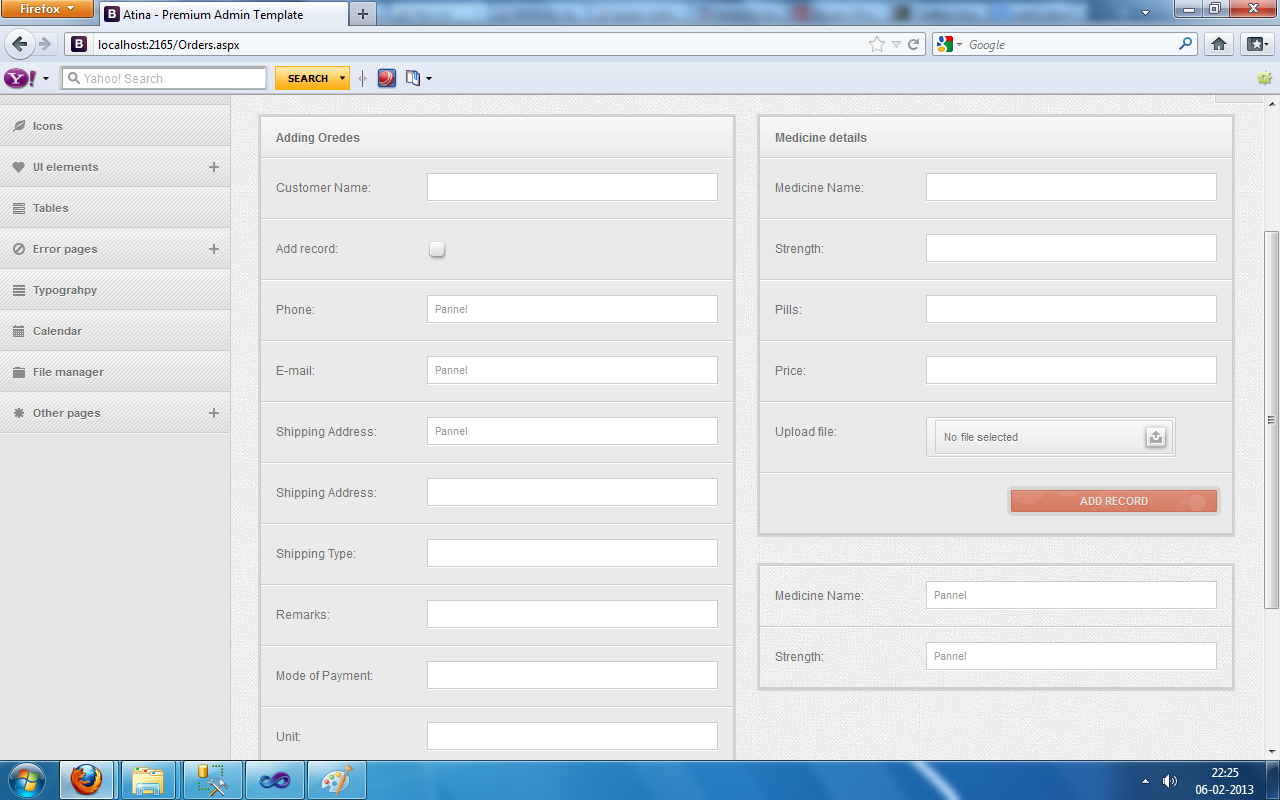 Firefox
Atina - Premium Admin Template
localhost:2165/Orders.aspx
Google
Y!
Yahoo! Search
SEARCH
Icons
UI elements
Tables
Error pages
Typograhpy
Calendar
File manager
Other pages
Adding Oredes
Customer Name:
Add record:
Phone:
Pannel
E-mail:
Pannel
Shipping Address:
Pannel
Shipping Address:
Shipping Type:
Remarks:
Mode of Payment:
Unit:
Medicine details
Medicine Name:
Strength:
Pills:
Price:
Upload file:
No file selected
ADD RECORD
Medicine Name:
Pannel
Strength:
Pannel
22:25
06-02-2013